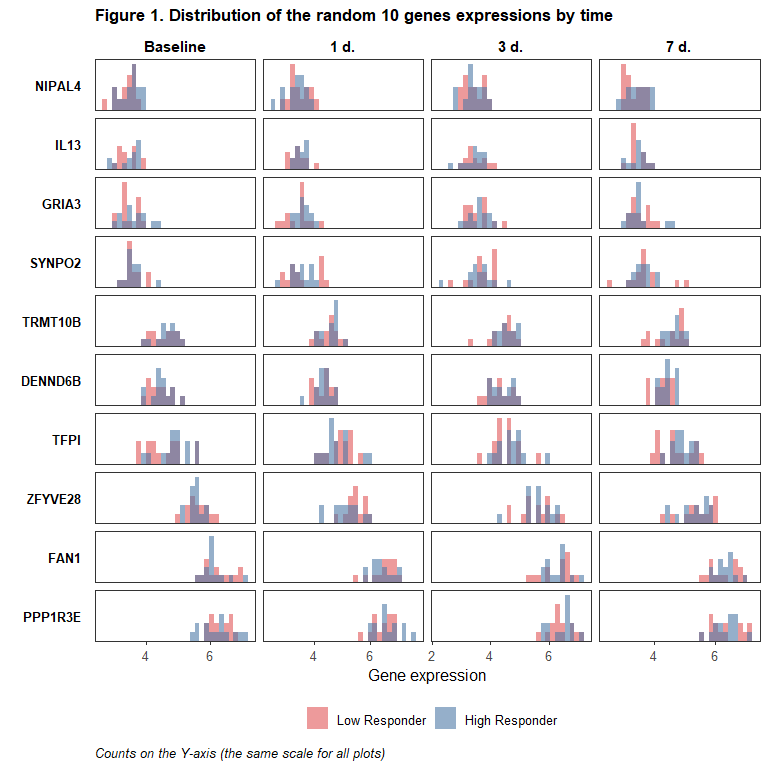 Figure 1. Distribution of the random 10 genes expressions by time
Baseline 1 d. 3 d. 7 d.
NIPAL4
IL13
GRIA3
SYNPO2
TRMT10B
DENND6B
TFPI
ZFYVE28
FAN1
PPP1R3E
4 6 4 6 2 4 6 4 6
Gene expression
Low Responder High Responder
Counts on the Y-axis (the same scale for all plots)